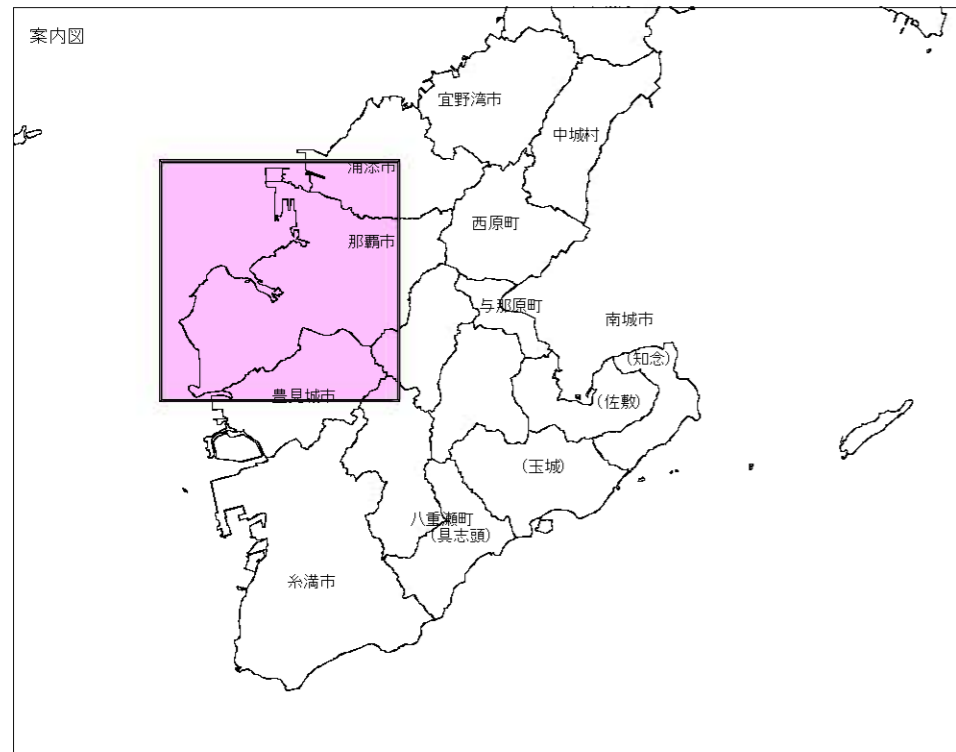 案内図
宜野湾市
中城村
浦添市
西原町
那覇市
与那原町
南城市
(知念)
豊見城市
(佐敷)
(玉城)
八重瀬町
(具志頭)
糸満市